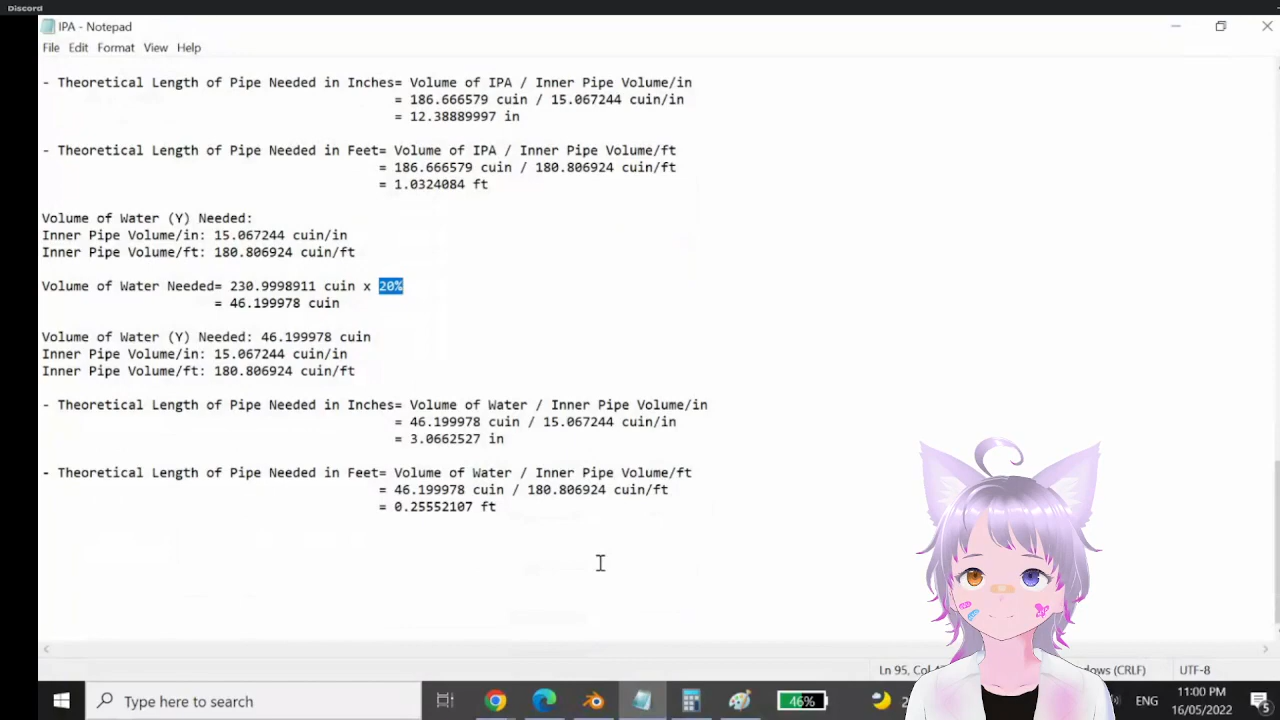 Discord
IPA - Notepad
File Edit Format View Help
- Theoretical Length of Pipe Needed in Inches= Volume of IPA / Inner Pipe Volume/in
= 186.666579 cuin / 15.067244 cuin/in
= 12.38889997 in
- Theoretical Length of Pipe Needed in Feet= Volume of IPA / Inner Pipe Volume/ft
= 186.666579 cuin / 180.806924 cuin/ft
= 1.0324084 ft
Volume of Water (Y) Needed:
Inner Pipe Volume/in: 15.067244 cuin/in
Inner Pipe Volume/ft: 180.806924 cuin/ft
Volume of Water Needed= 230.9998911 cuin x 20%
= 46.199978 cuin
Volume of Water (Y) Needed: 46.199978 cuin
Inner Pipe Volume/in: 15.067244 cuin/in
Inner Pipe Volume/ft: 180.806924 cuin/ft
- Theoretical Length of Pipe Needed in Inches= Volume of Water / Inner Pipe Volume/in
= 46.199978 cuin / 15.067244 cuin/in
= 3.0662527 in
- Theoretical Length of Pipe Needed in Feet= Volume of Water / Inner Pipe Volume/ft
= 46.199978 cuin / 180.806924 cuin/ft
= 0.25552107 ft
Ln 95, Col (CRLF) UTF-8
Type here to search 46% ENG 11:00 PM
16/05/2022 5